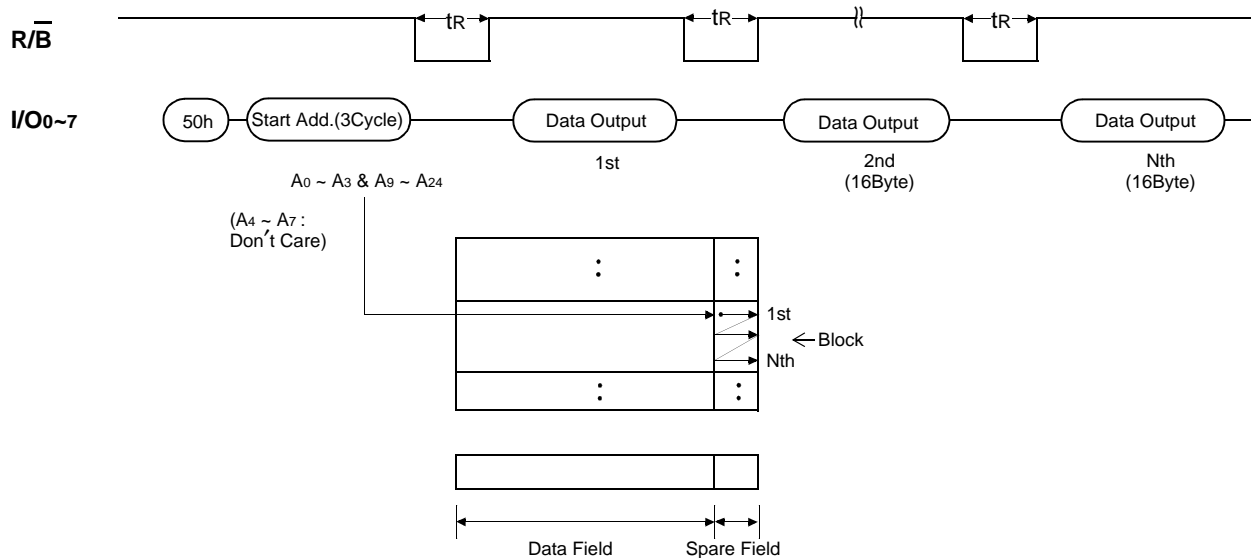 R/B
tR
tR
tR
I/O0~7
50h
Start Add.(3Cycle)
Data Output
Data Output
Data Output
1st
2nd
(16Byte)
Nth
(16Byte)
A0 ~ A3 & A9 ~ A24
(A4 ~ A7 :
Don't Care)
1st
Block
Nth
Data Field
Spare Field